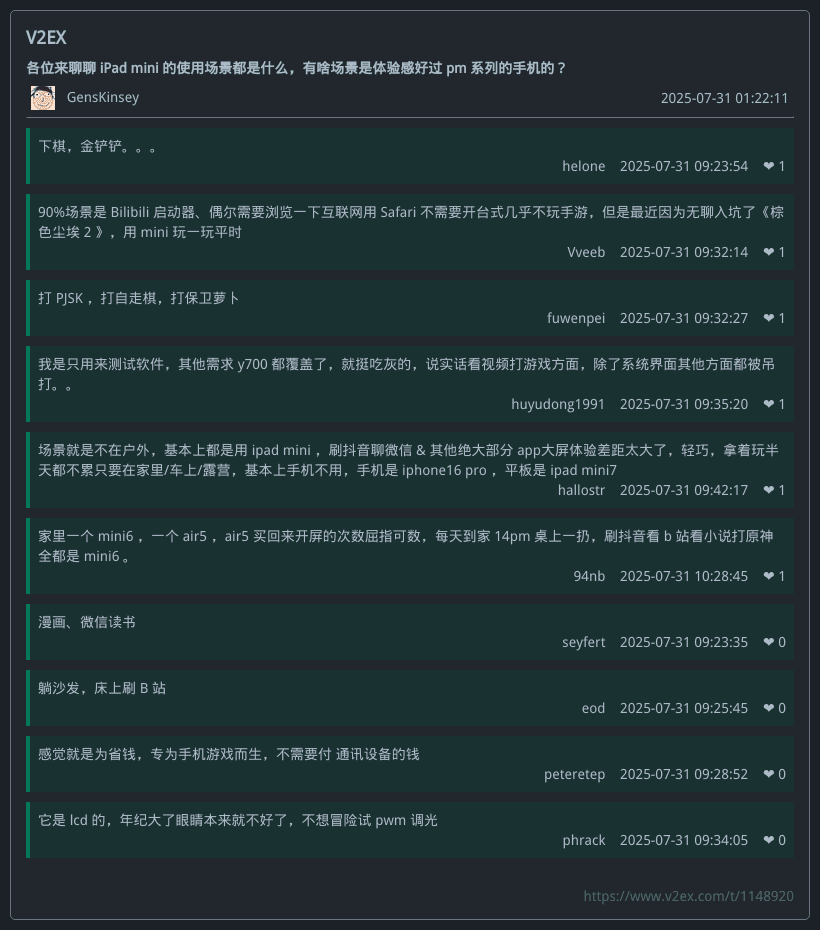 V2EX
各位来聊聊 iPad mini 的使用场景都是什么，有啥场景是体验感好过 pm 系列的手机的？
GensKinsey 2025-07-31 01:22:11
下棋，金铲铲。。。
helone 2025-07-31 09:23:54 ❤ 1
90%场景是 Bilibili 启动器、偶尔需要浏览一下互联网用 Safari 不需要开台式几乎不玩手游，但是最近因为无聊入坑了《棕
色尘埃 2 》，用 mini 玩一玩平时
Vveeb 2025-07-31 09:32:14 ❤ 1
打 PJSK ，打自走棋，打保卫萝卜
fuwenpei 2025-07-31 09:32:27 ❤ 1
我是只用来测试软件，其他需求 y700 都覆盖了，就挺吃灰的，说实话看视频打游戏方面，除了系统界面其他方面都被吊
打。。
huyudong1991 2025-07-31 09:35:20 ❤ 1
场景就是不在户外，基本上都是用 ipad mini ，刷抖音聊微信 & 其他绝大部分 app大屏体验差距太大了，轻巧，拿着玩半
天都不累只要在家里/车上/露营，基本上手机不用，手机是 iphone16 pro ，平板是 ipad mini7
hallostr 2025-07-31 09:42:17 ❤ 1
家里一个 mini6 ，一个 air5 ，air5 买回来开屏的次数屈指可数，每天到家 14pm 桌上一扔，刷抖音看 b 站看小说打原神
全都是 mini6 。
94nb 2025-07-31 10:28:45 ❤ 1
漫画、微信读书
seyfert 2025-07-31 09:23:35 ❤ 0
躺沙发，床上刷 B 站
eod 2025-07-31 09:25:45 ❤ 0
感觉就是为省钱，专为手机游戏而生，不需要付 通讯设备的钱
peteretep 2025-07-31 09:28:52 ❤ 0
它是 lcd 的，年纪大了眼睛本来就不好了，不想冒险试 pwm 调光
phrack 2025-07-31 09:34:05 ❤ 0
https://www.v2ex.com/t/1148920